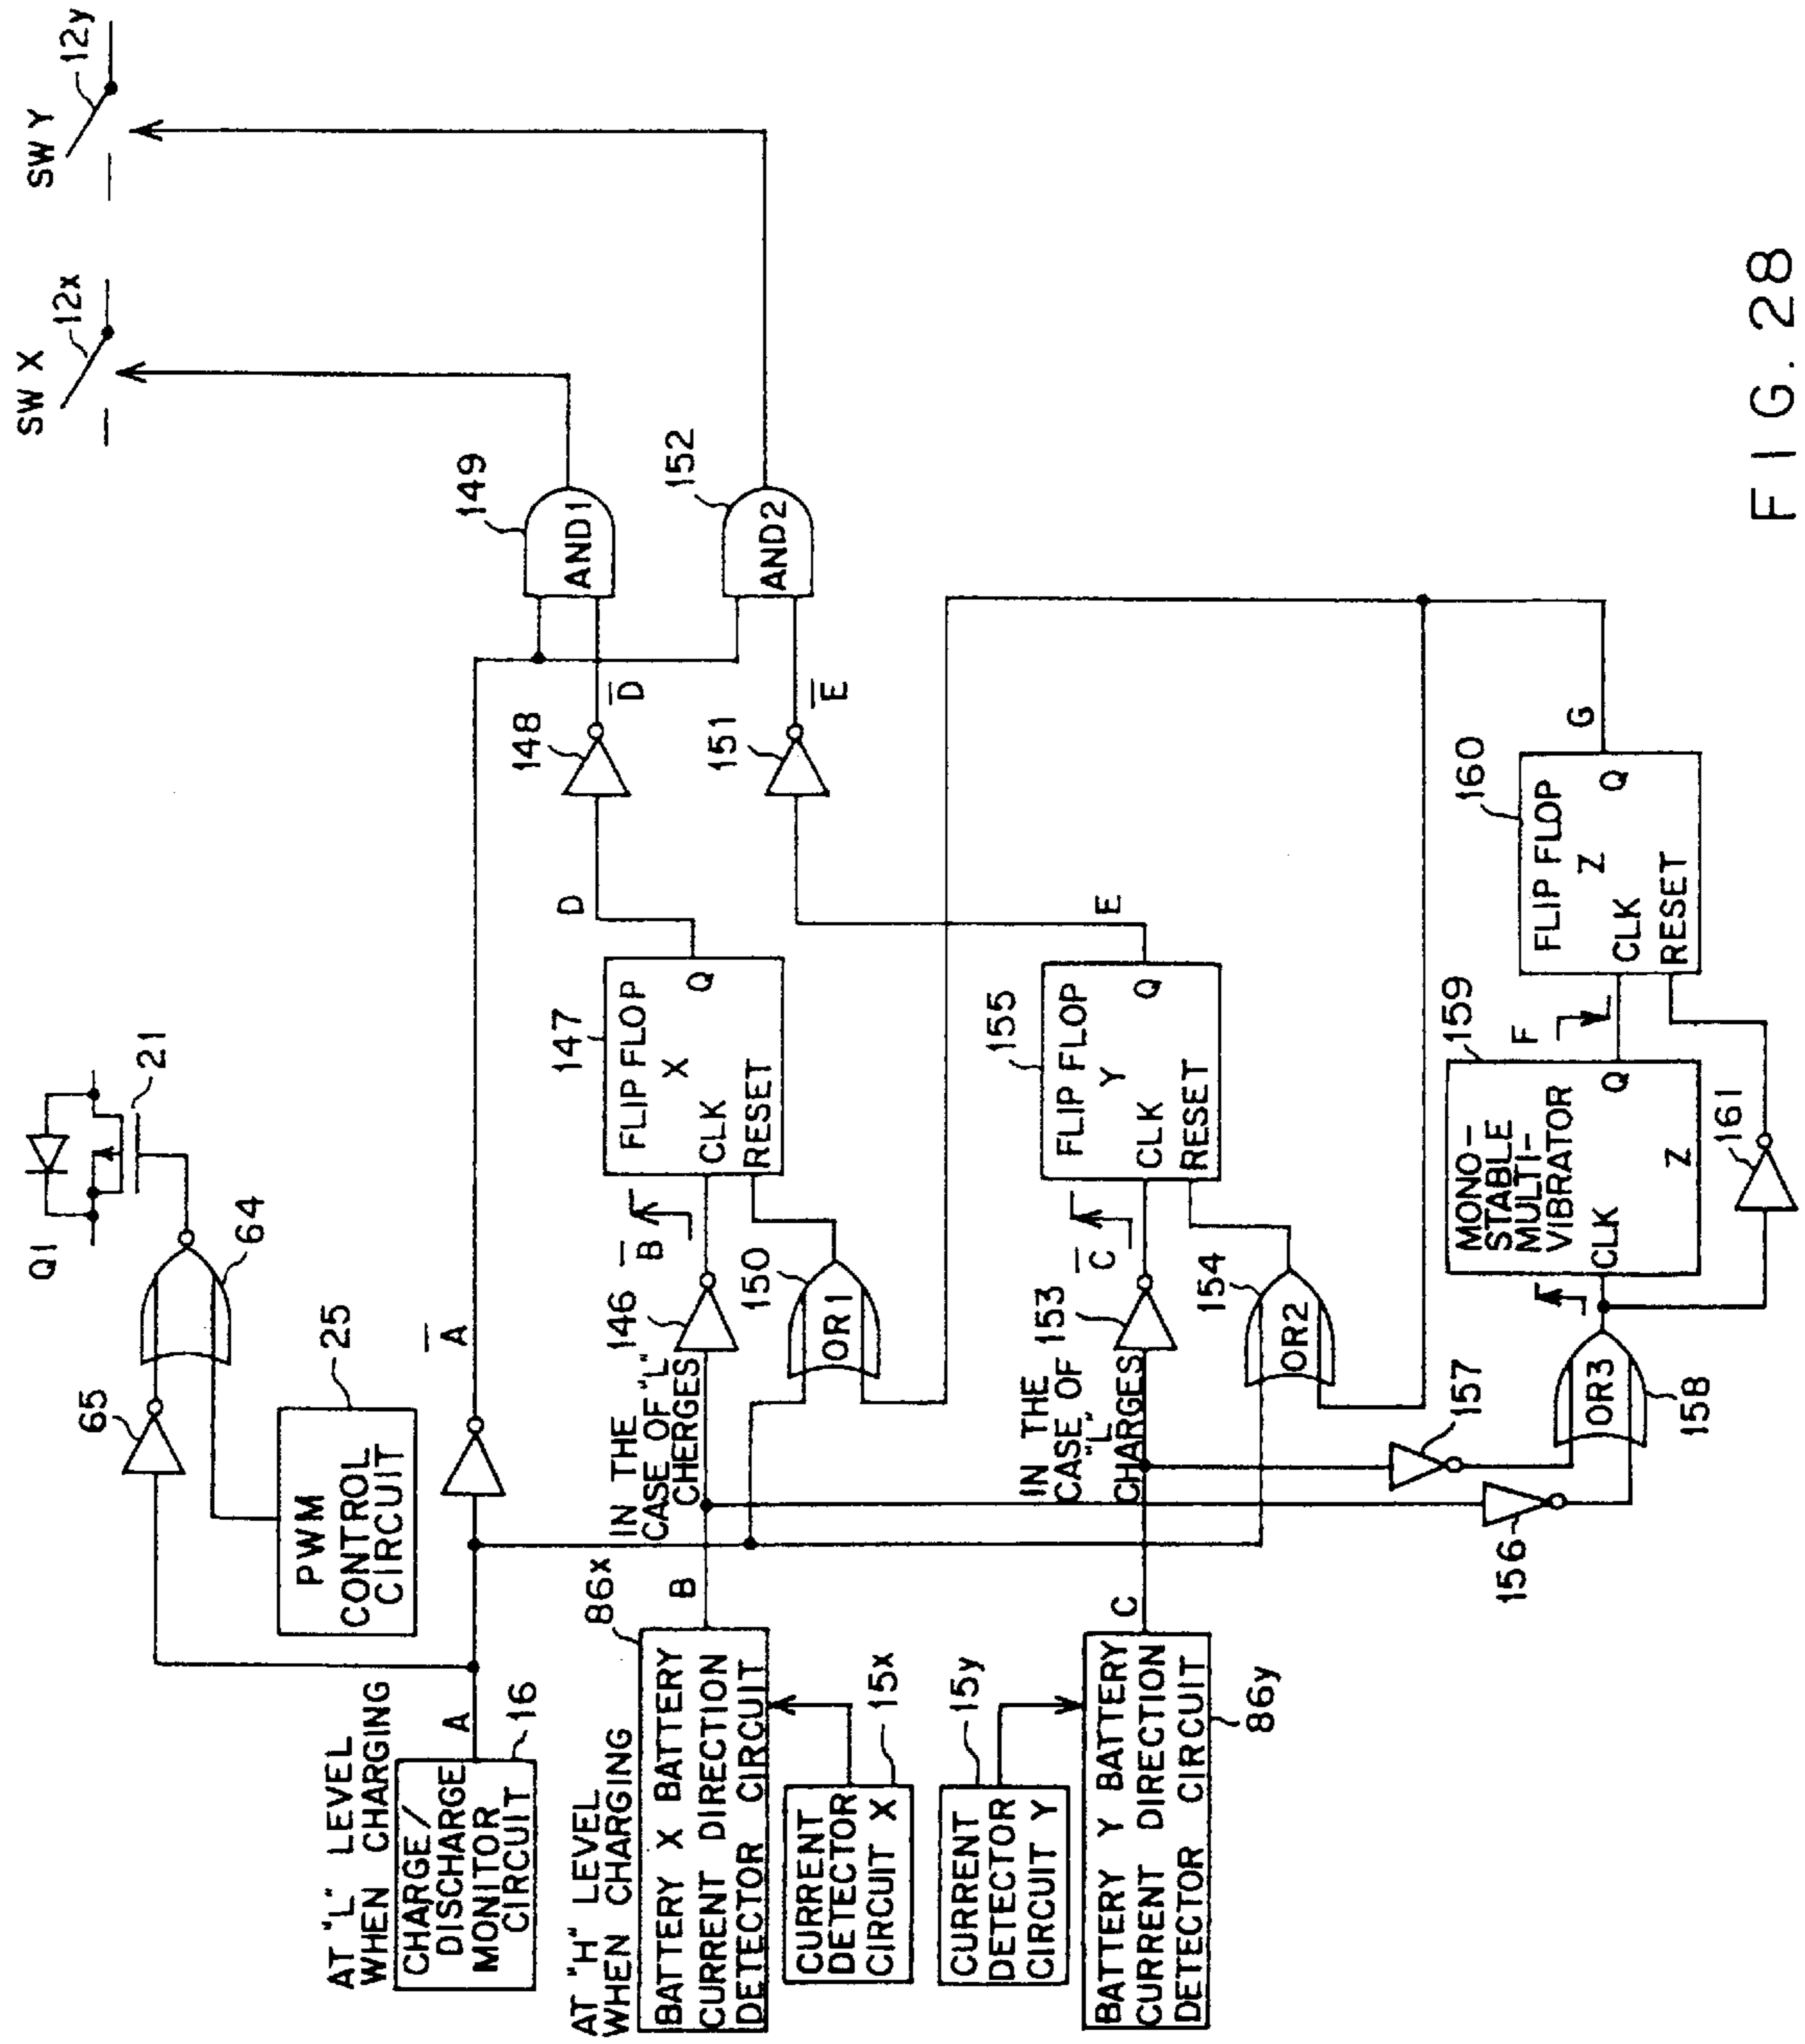 SW X
12x
SW Y
12y
Q1
21
64
65
PWM
CONTROL
CIRCUIT
25
AT "L" LEVEL
WHEN CHARGING
CHARGE/
DISCHARGE
MONITOR
CIRCUIT
16
A
A
AND1
149
AND2
152
AT "H" LEVEL
WHEN CHARGING
BATTERY X BATTERY
CURRENT DIRECTION
DETECTOR CIRCUIT
86x
B
IN THE
CASE OF "L"
CHERGES
146
B
FLIP FLOP
X
CLK
Q
RESET
147
D
148
D
OR1
150
CURRENT
DETECTOR
CIRCUIT X
15x
CURRENT
DETECTOR
CIRCUIT Y
15y
BATTERY Y BATTERY
CURRENT DIRECTION
DETECTOR CIRCUIT
86y
C
IN THE
CASE OF
"L"
CHARGES
153
C
FLIP FLOP
Y
CLK
Q
RESET
155
E
151
E
OR2
154
156
157
OR3
158
MONO-
STABLE
MULTI-
VIBRATOR
CLK
Q
Z
159
161
F
FLIP FLOP
Z
CLK
Q
RESET
160
G
FIG. 28